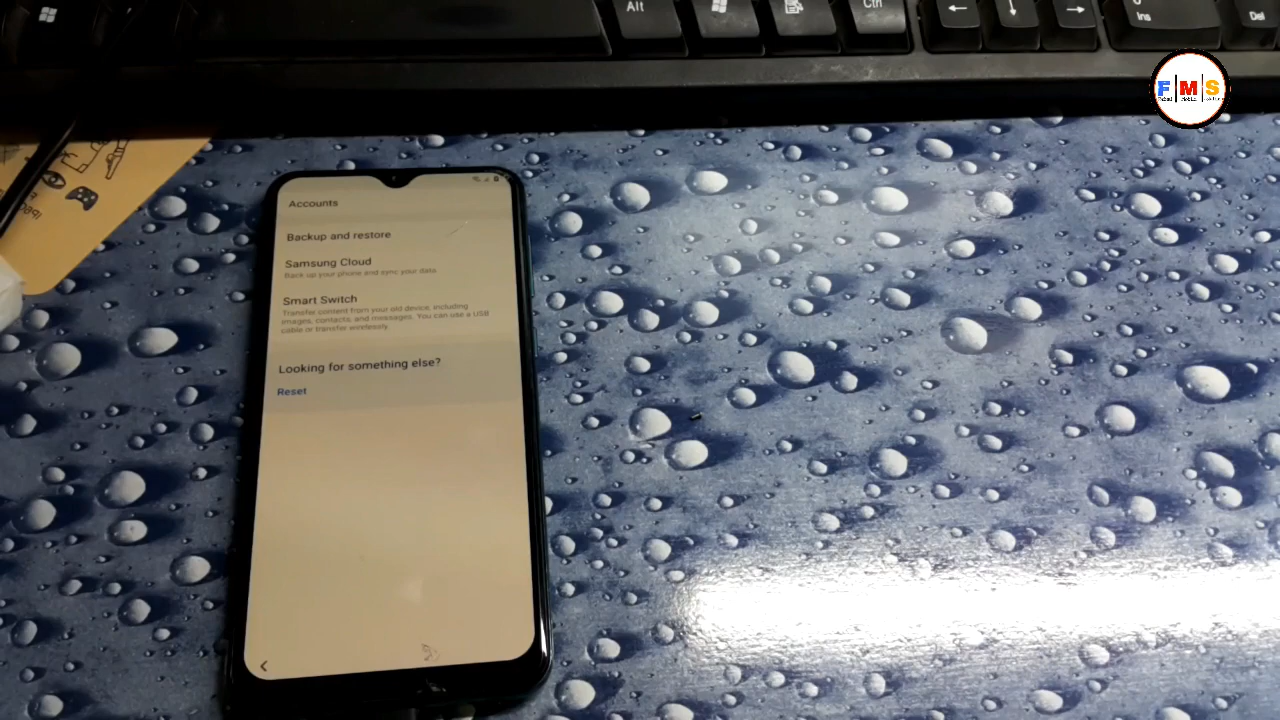 Alt
Ctrl
Ins
Del
F M S
Accounts
Backup and restore
Samsung Cloud
Back up your phone and sync your data.
Smart Switch
Transfer content from your old device, including
images, contacts, and messages. You can use a USB
cable or transfer wirelessly.
Looking for something else?
Reset